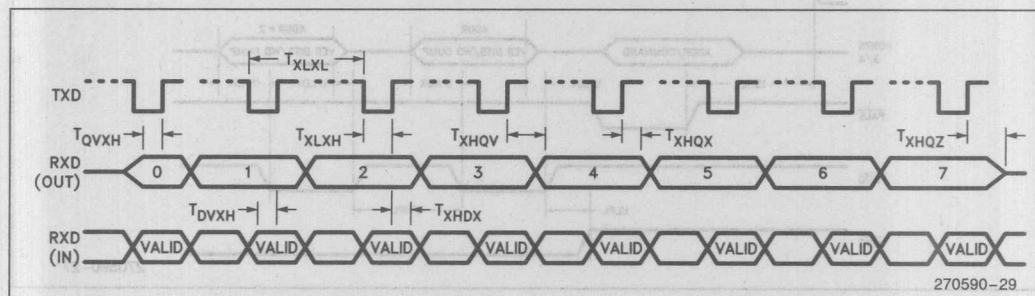 T_XLXL
TXD
T_QVXH T_XLXH T_XHQV T_XHQX T_XHQZ
RXD (OUT) 0 1 2 3 4 5 6 7
T_DVXH T_XHDX
RXD (IN) VALID VALID VALID VALID VALID VALID VALID VALID
270590-29